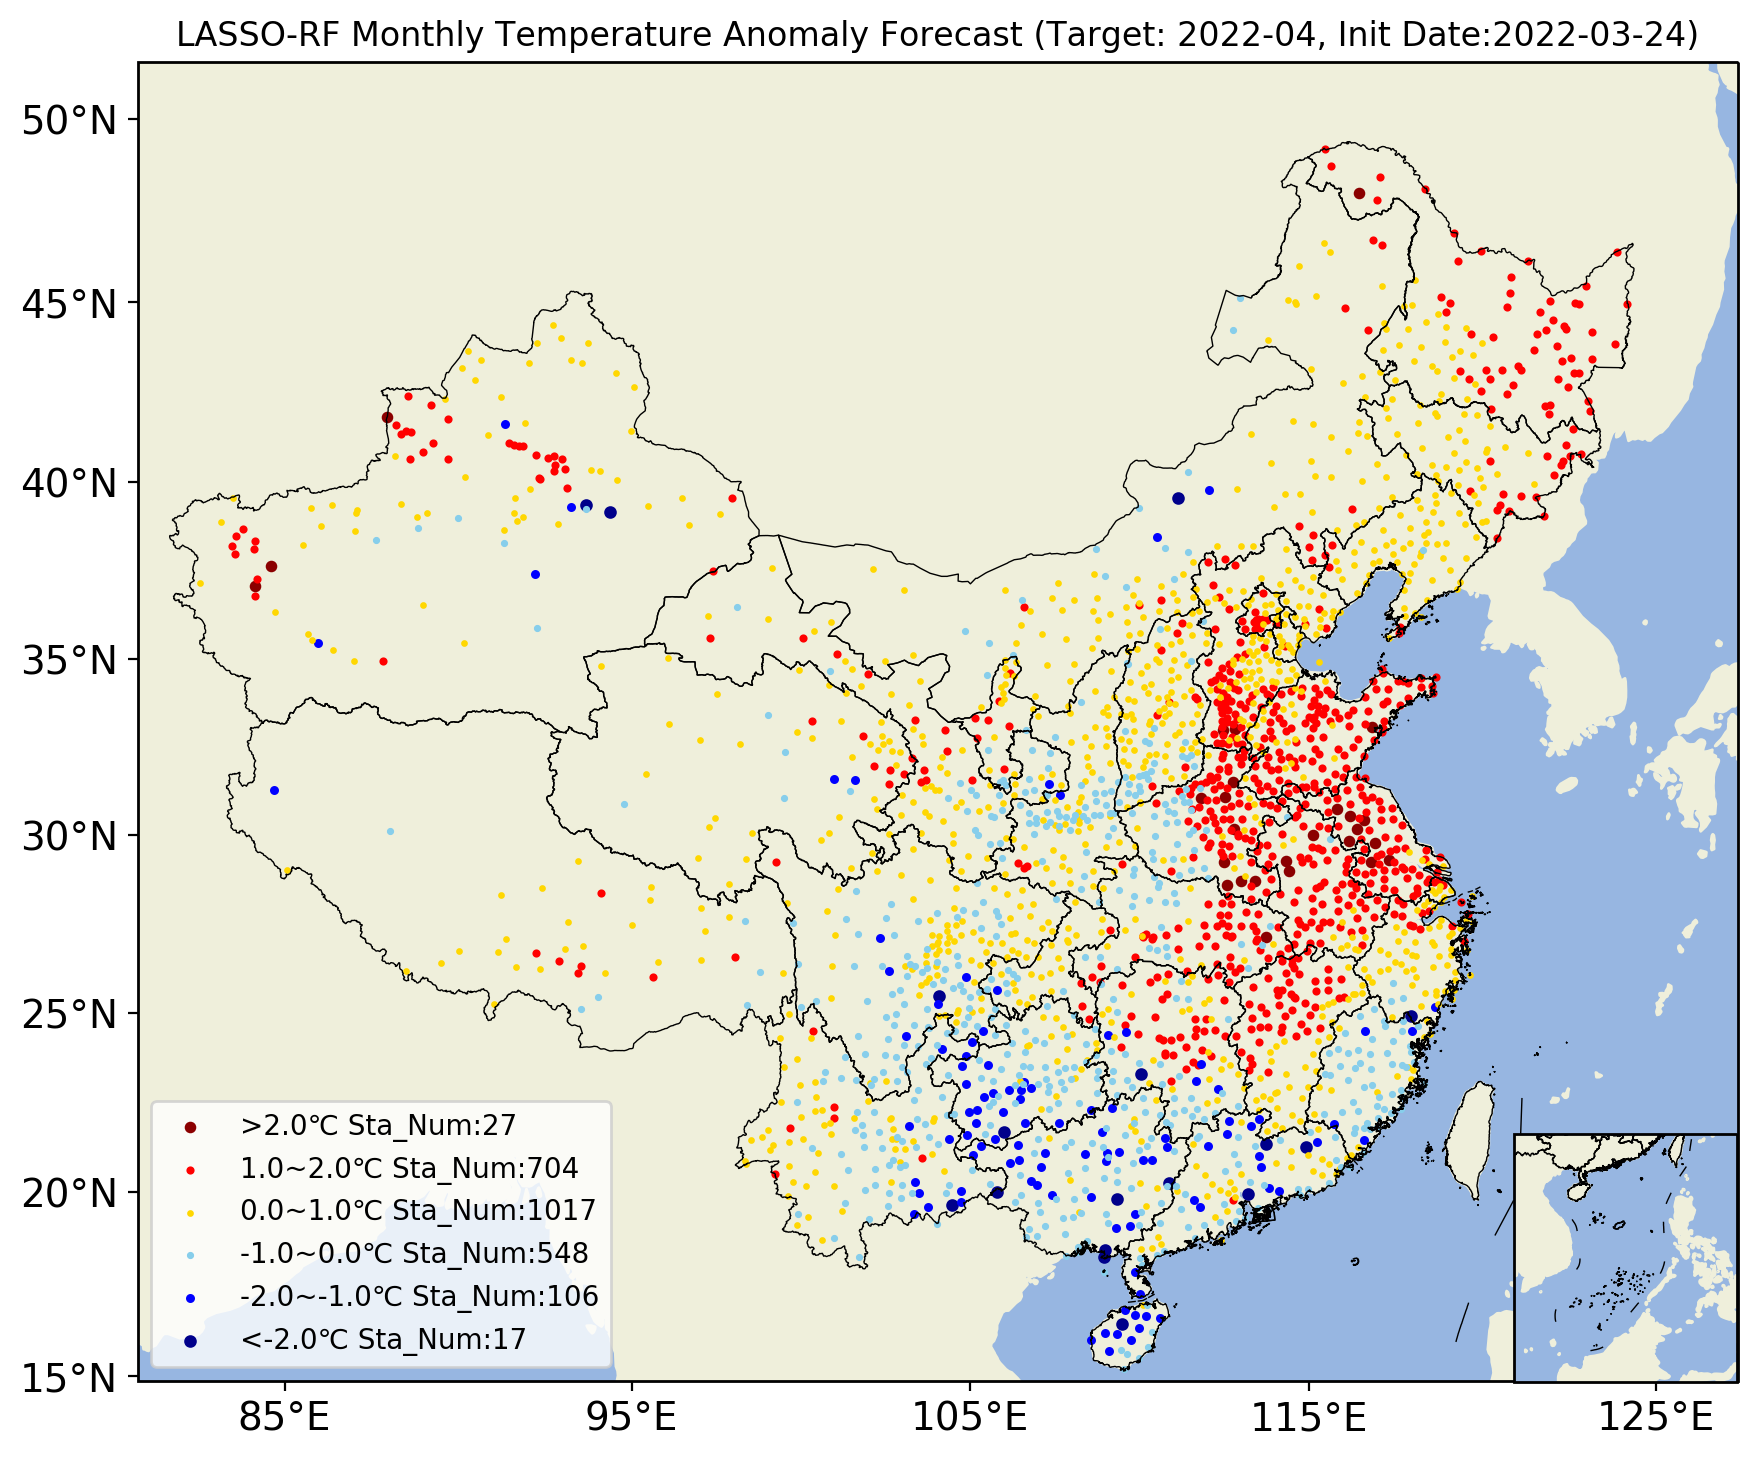 LASSO-RF Monthly Temperature Anomaly Forecast (Target: 2022-04, Init Date:2022-03-24)
50°N
45°N
40°N
35°N
30°N
25°N
20°N
15°N
>2.0℃ Sta_Num:27
1.0~2.0℃ Sta_Num:704
0.0~1.0℃ Sta_Num:1017
-1.0~0.0℃ Sta_Num:548
-2.0~-1.0℃ Sta_Num:106
<-2.0℃ Sta_Num:17
85°E
95°E
105°E
115°E
125°E